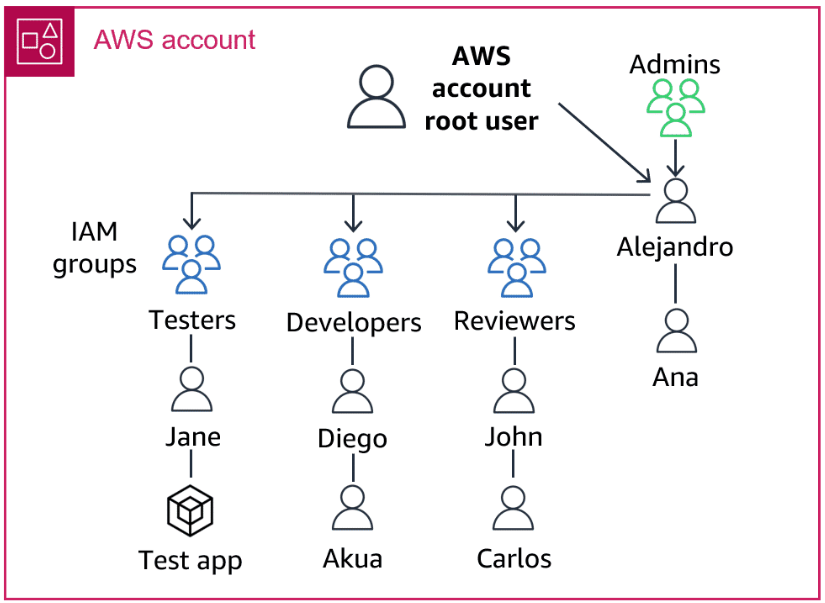 AWS account
AWS
account
root user
Admins
IAM
groups
Alejandro
Testers
Developers
Reviewers
Ana
Jane
Diego
John
Test app
Akua
Carlos